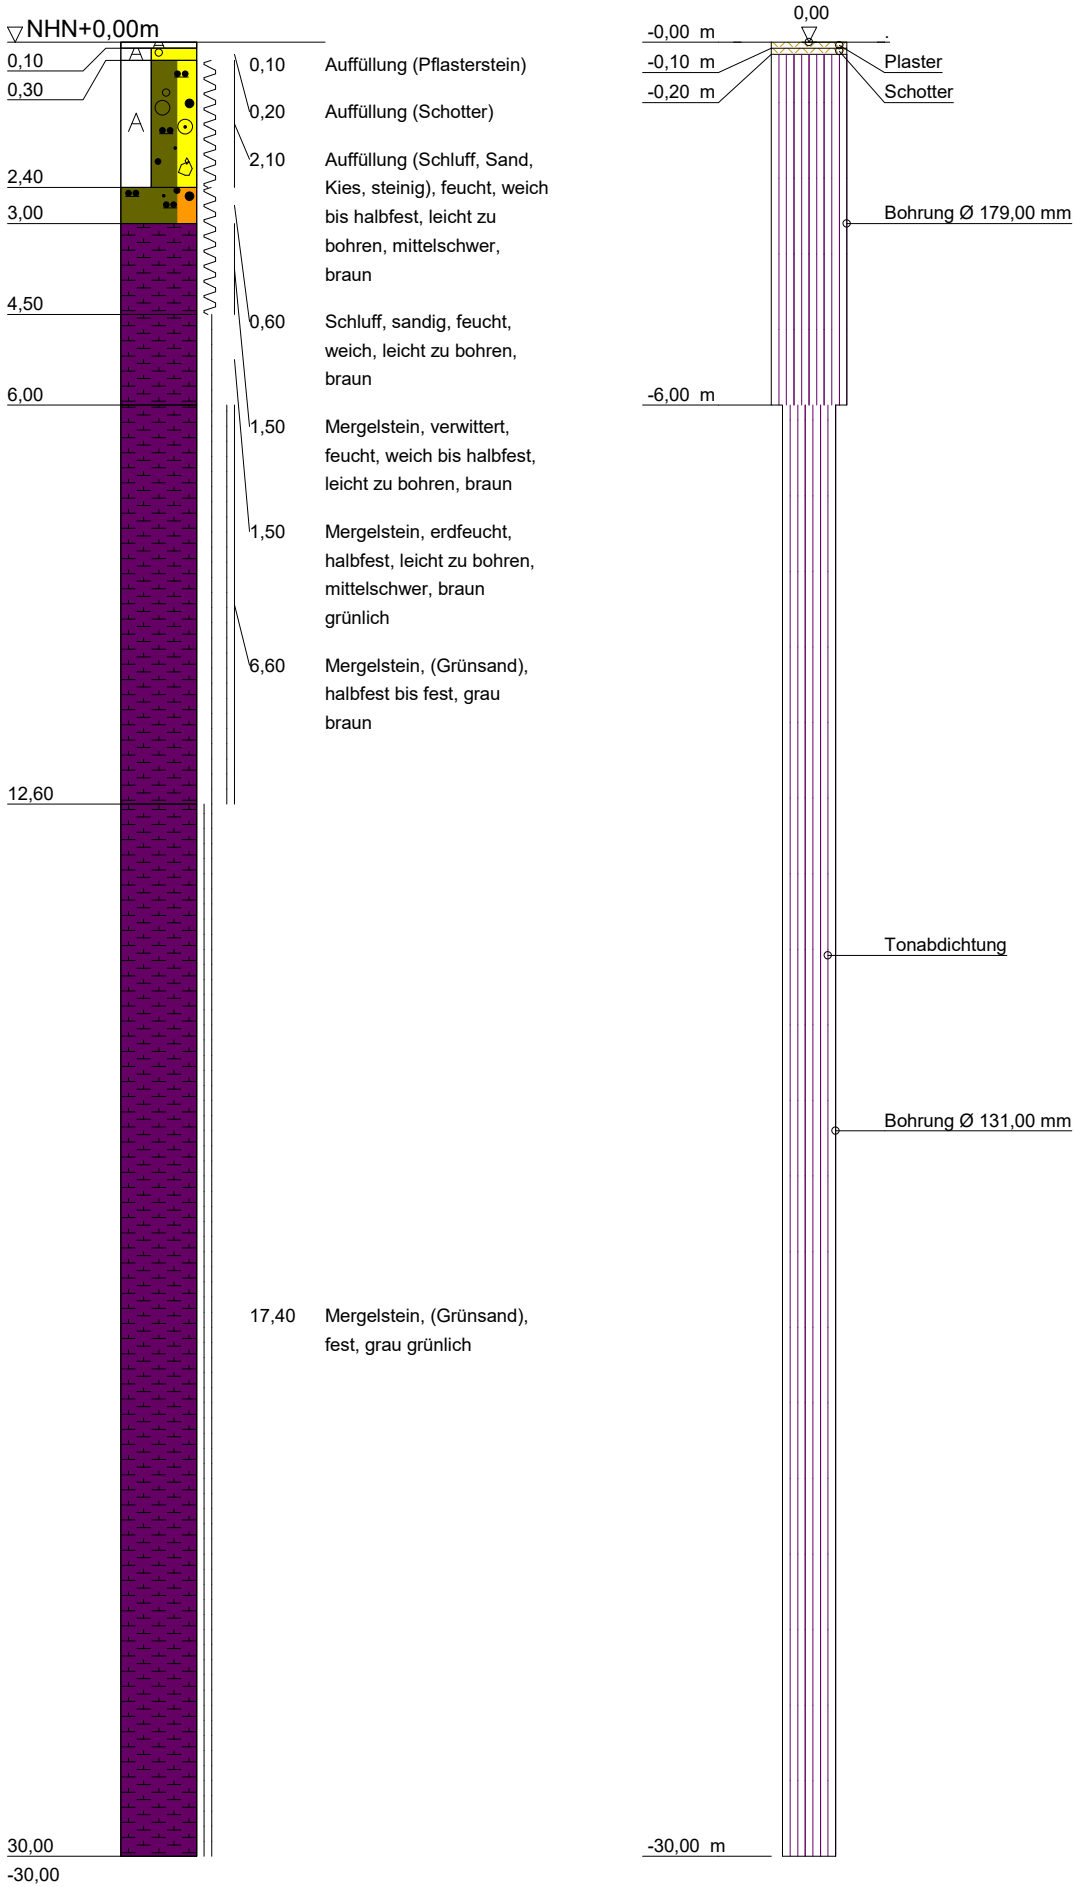 NHN+0,00m
0,10
0,30
2,40
3,00
4,50
6,00
12,60
30,00
-30,00
A
A
A
0,10 Auffüllung (Pflasterstein)
0,20 Auffüllung (Schotter)
2,10 Auffüllung (Schluff, Sand,
Kies, steinig), feucht, weich
bis halbfest, leicht zu
bohren, mittelschwer,
braun
0,60 Schluff, sandig, feucht,
weich, leicht zu bohren,
braun
1,50 Mergelstein, verwittert,
feucht, weich bis halbfest,
leicht zu bohren, braun
1,50 Mergelstein, erdfeucht,
halbfest, leicht zu bohren,
mittelschwer, braun
grünlich
6,60 Mergelstein, (Grünsand),
halbfest bis fest, grau
braun
17,40 Mergelstein, (Grünsand),
fest, grau grünlich
0,00
-0,00 m
-0,10 m
-0,20 m
-6,00 m
-30,00 m
Plaster
Schotter
Bohrung Ø 179,00 mm
Tonabdichtung
Bohrung Ø 131,00 mm